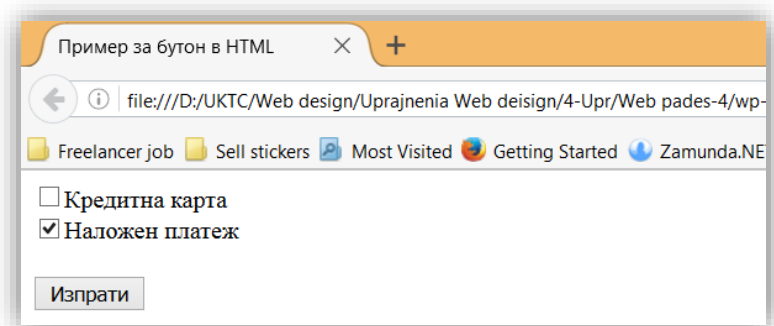 Пример за бутон в HTML
file:///D:/UKTC/Web design/Uprajnenia Web deisign/4-Upr/Web pades-4/wp-
Freelancer job Sell stickers Most Visited Getting Started Zamunda.NE
Кредитна карта
Наложен платеж
Изпрати